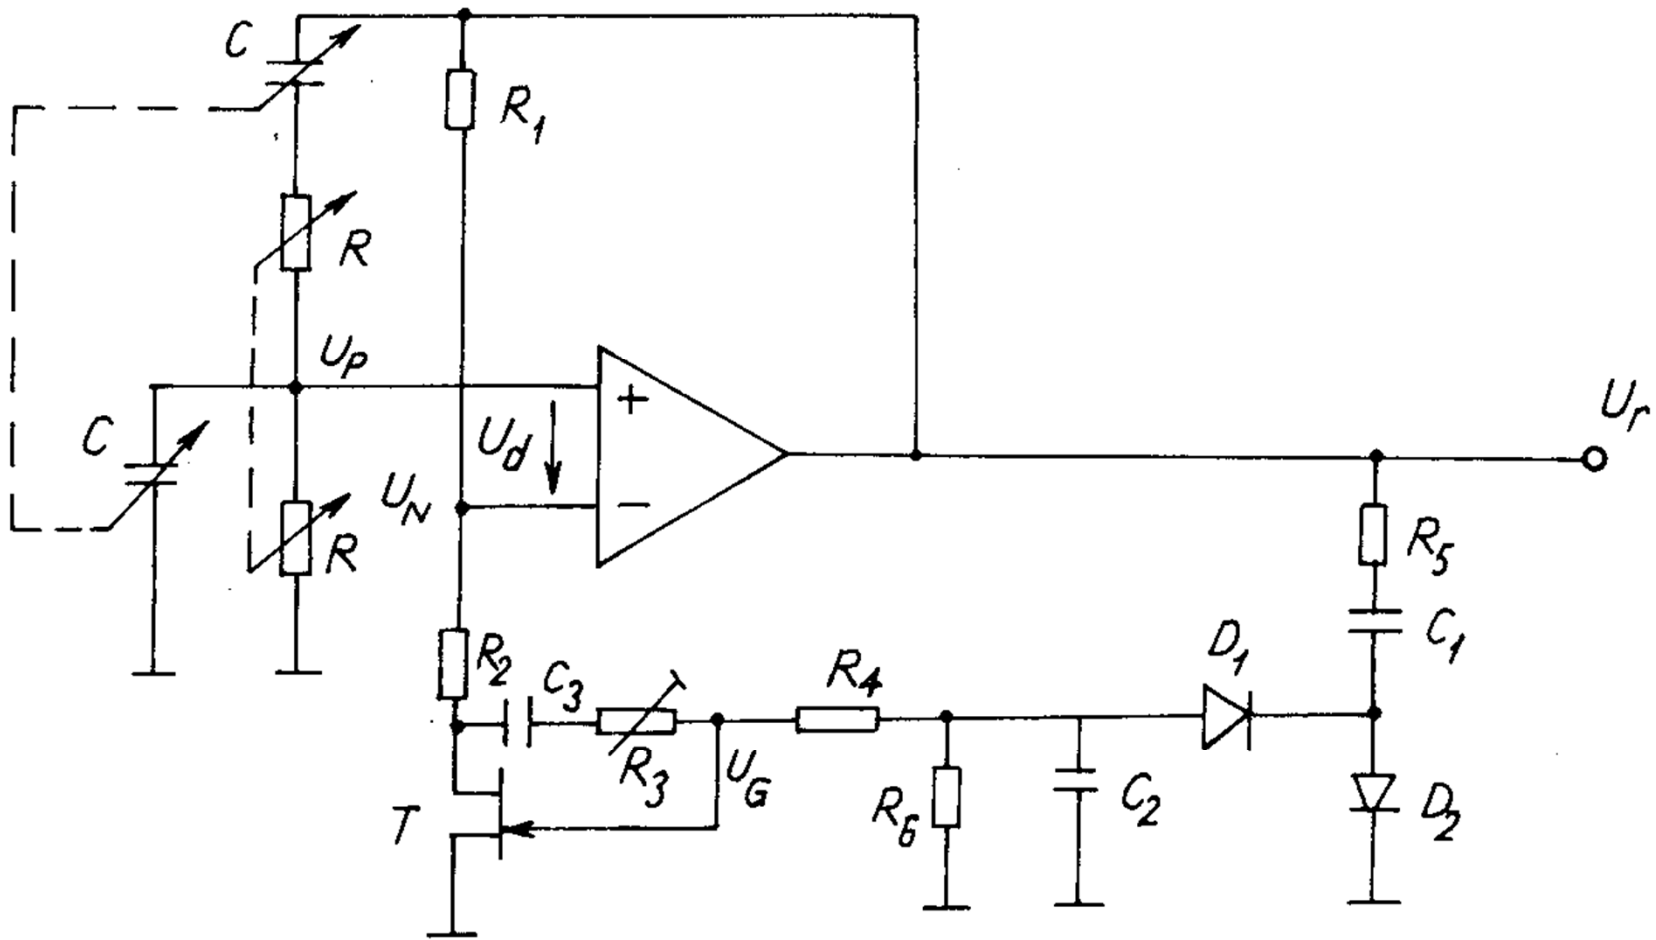 C
R₁
R
U_P
U_r
C
U_d
+
U_N
−
R
R₅
R₂
C₃
R₄
D₁
C₁
R₃
U_G
T
R₆
C₂
D₂